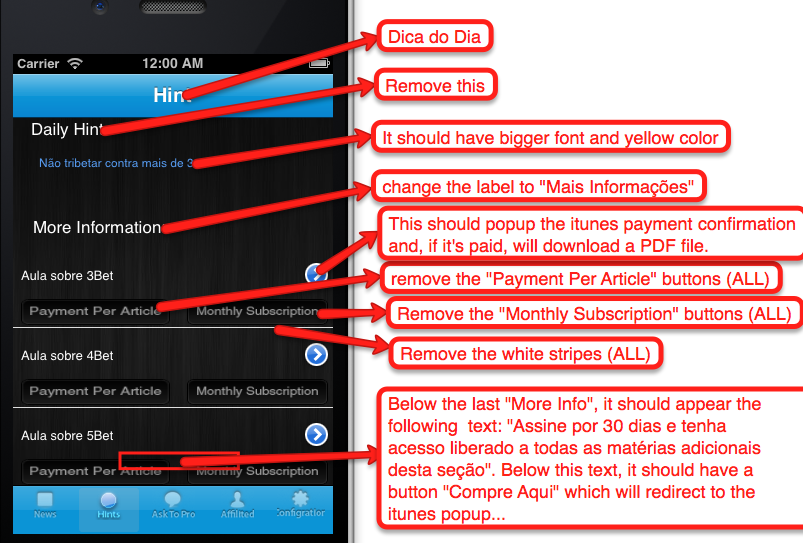 Dica do Dia
Carrier 12:00 AM
Hint
Remove this
Daily Hint
It should have bigger font and yellow color
Não tribetar contra mais de 3
change the label to "Mais Informações"
More Information
This should popup the itunes payment confirmation
and, if it's paid, will download a PDF file.
Aula sobre 3Bet
remove the "Payment Per Article" buttons (ALL)
Payment Per Article Monthly Subscription
Remove the "Monthly Subscription" buttons (ALL)
Remove the white stripes (ALL)
Aula sobre 4Bet
Payment Per Article Monthly Subscription
Below the last "More Info", it should appear the
following text: "Assine por 30 dias e tenha
acesso liberado a todas as matérias adicionais
desta seção". Below this text, it should have a
button "Compre Aqui" which will redirect to the
itunes popup...
Aula sobre 5Bet
Payment Per Article Monthly Subscription
News Hints Ask To Pro Affilited Configration